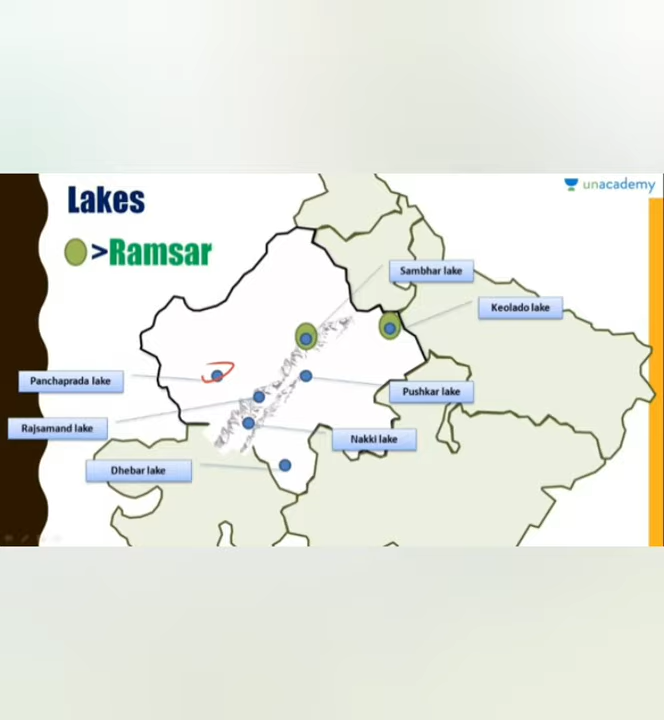 Lakes
unacademy
>Ramsar
Sambhar lake
Keolado lake
Panchaprada lake
Pushkar lake
Rajsamand lake
Nakki lake
Dhebar lake